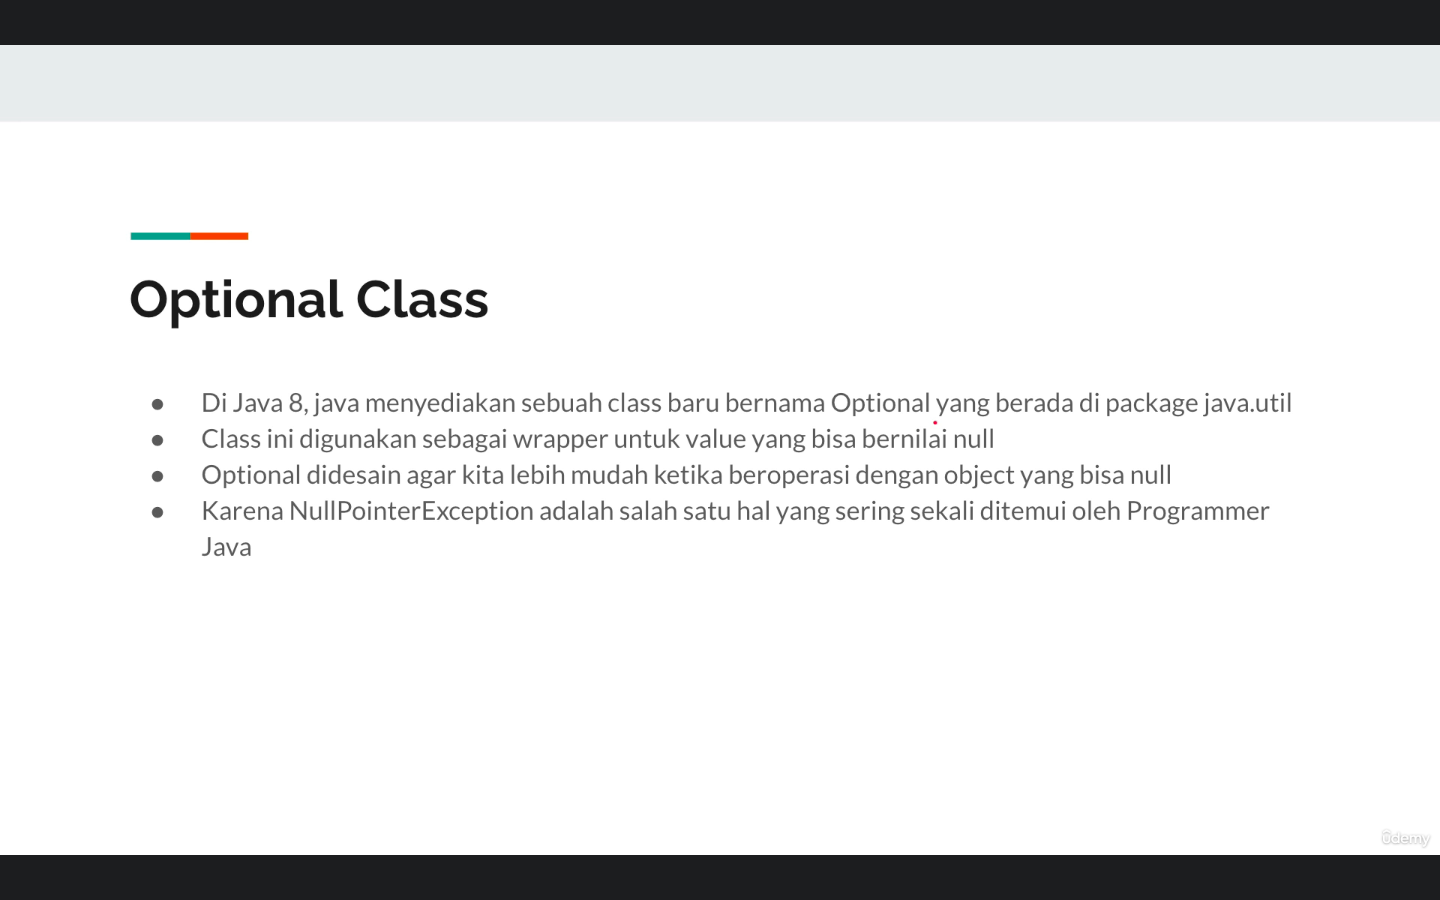 Optional Class
● Di Java 8, java menyediakan sebuah class baru bernama Optional yang berada di package java.util
● Class ini digunakan sebagai wrapper untuk value yang bisa bernilai null
● Optional didesain agar kita lebih mudah ketika beroperasi dengan object yang bisa null
● Karena NullPointerException adalah salah satu hal yang sering sekali ditemui oleh Programmer
Java
ûdemy